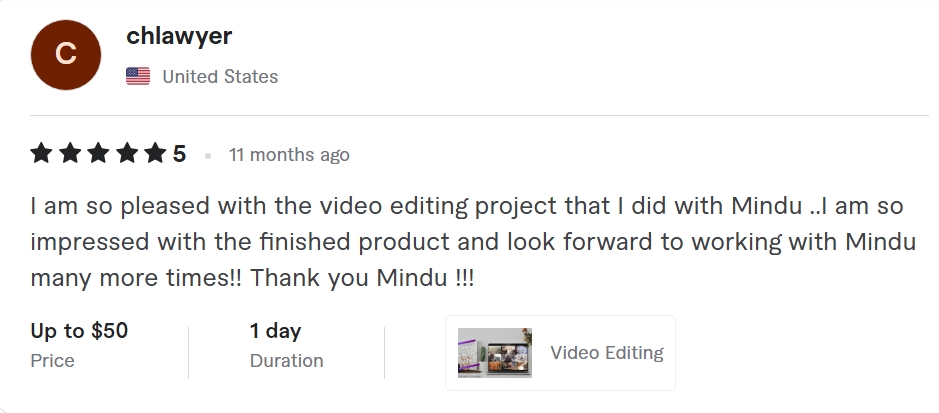 C
chlawyer
United States
5
11 months ago
I am so pleased with the video editing project that I did with Mindu ..I am so
impressed with the finished product and look forward to working with Mindu
many more times!! Thank you Mindu !!!
Up to $50
Price
1 day
Duration
Video Editing